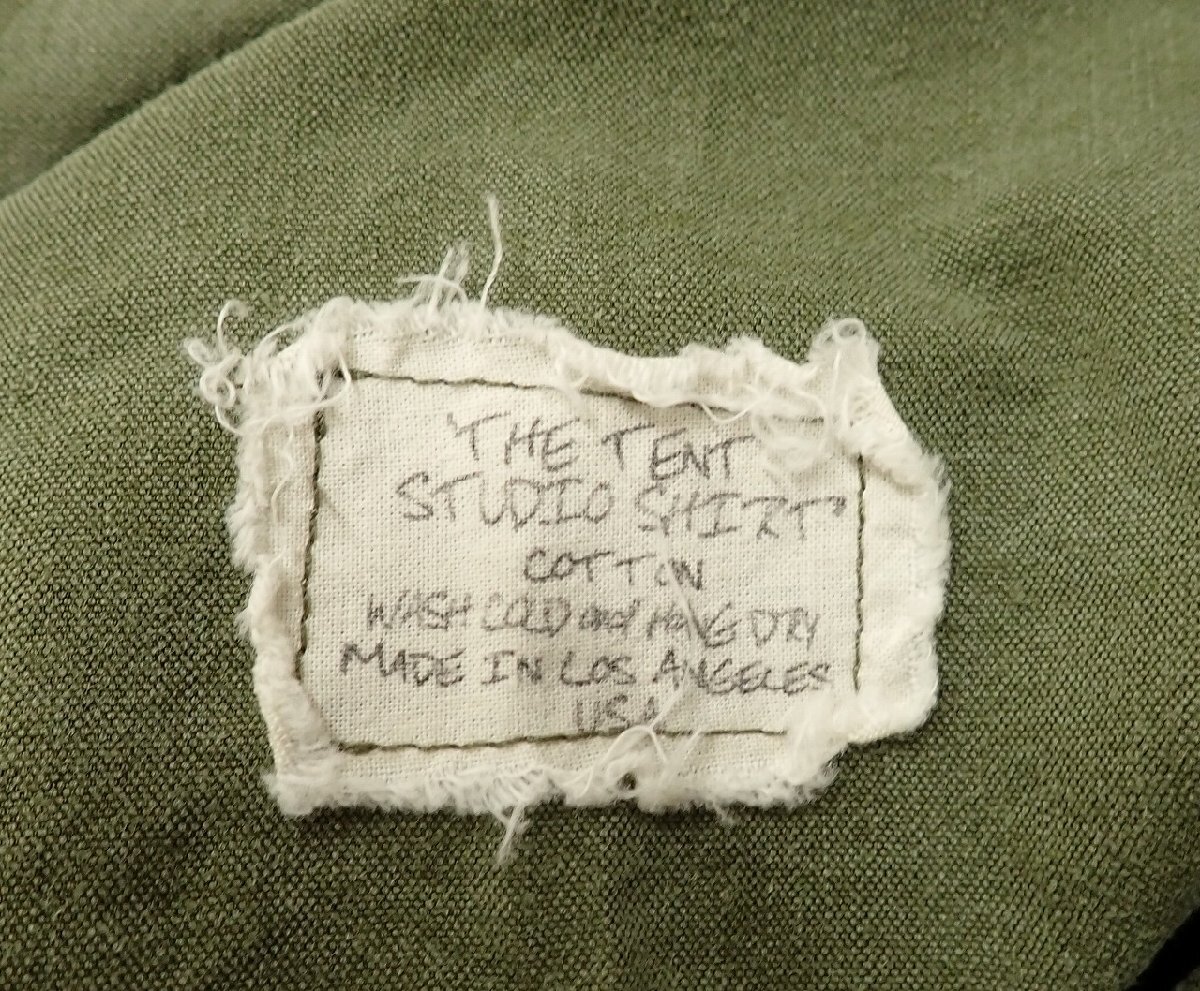 'THE TENT
STUDIO SHIRT'
COTTON
WASH COLD and HANG DRY
MADE IN LOS ANGELES
USA